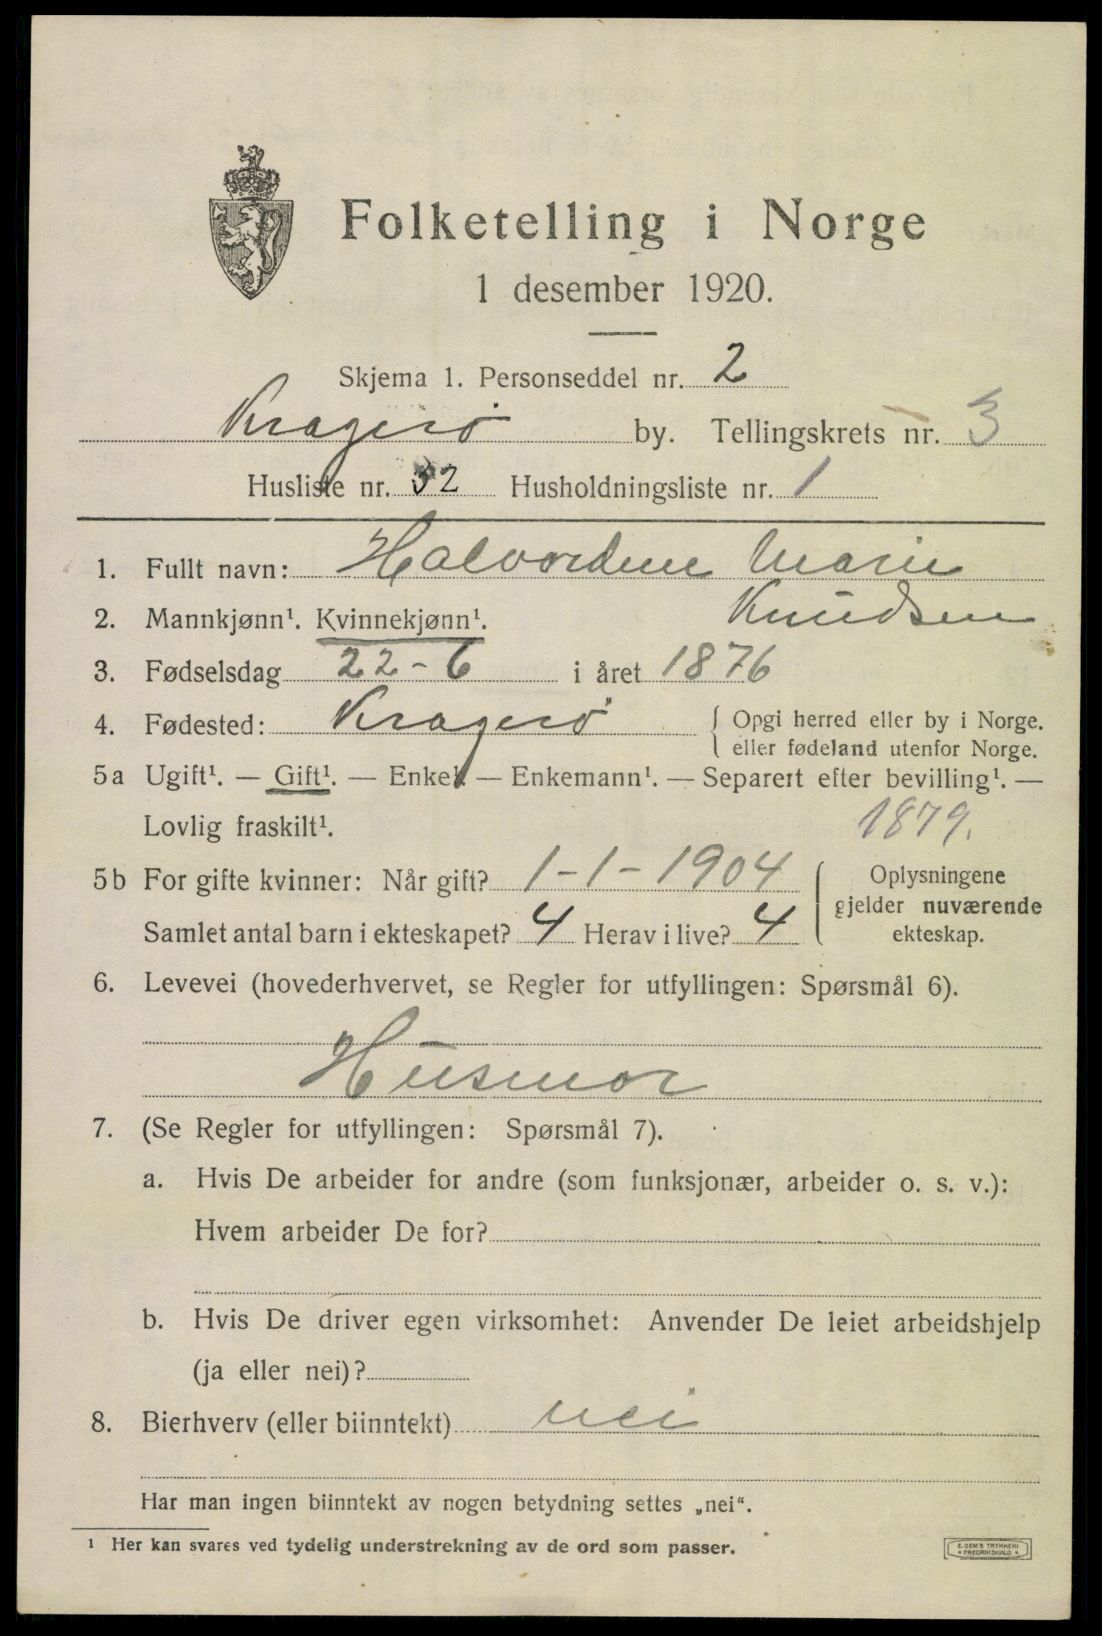 Folketelling i Norge
1 desember 1920.
Skjema 1. Personseddel nr. 2
Kragerø by. Tellingskrets nr. 3
Husliste nr. 32 Husholdningsliste nr. 1
1. Fullt navn: Halvordine Marie
Knudsen
2. Mannkjønn¹. Kvinnekjønn¹.
3. Fødselsdag 22-6 i året 1876
4. Fødested: Kragerø { Opgi herred eller by i Norge.
eller fødeland utenfor Norge.
5a Ugift¹. — Gift¹. — Enke¹. — Enkemann¹. — Separert efter bevilling¹. —
Lovlig fraskilt¹. 1879.
5b For gifte kvinner: Når gift? 1-1-1904 { Oplysningene
gjelder nuværende
Samlet antal barn i ekteskapet? 4 Herav i live? 4 ekteskap.
6. Levevei (hovederhvervet, se Regler for utfyllingen: Spørsmål 6).
Husmor
7. (Se Regler for utfyllingen: Spørsmål 7).
a. Hvis De arbeider for andre (som funksjonær, arbeider o. s. v.):
Hvem arbeider De for?
b. Hvis De driver egen virksomhet: Anvender De leiet arbeidshjelp
(ja eller nei)?
8. Bierhverv (eller biinntekt) nei
Har man ingen biinntekt av nogen betydning settes „nei“.
¹ Her kan svares ved tydelig understrekning av de ord som passer.
E. SEM'S TRYKKERI
FREDRIKSHALD